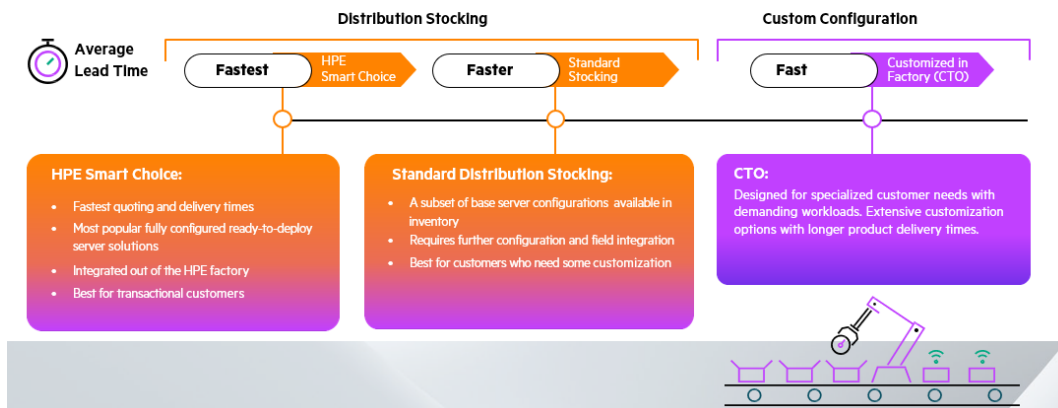 Distribution Stocking
Custom Configuration
Average
Lead Time
Fastest
HPE
Smart Choice
Faster
Standard
Stocking
Fast
Customized in
Factory (CTO)
HPE Smart Choice:
• Fastest quoting and delivery times
• Most popular fully configured ready-to-deploy
server solutions
• Integrated out of the HPE factory
• Best for transactional customers
Standard Distribution Stocking:
• A subset of base server configurations available in
inventory
• Requires further configuration and field integration
• Best for customers who need some customization
CTO:
Designed for specialized customer needs with
demanding workloads. Extensive customization
options with longer product delivery times.